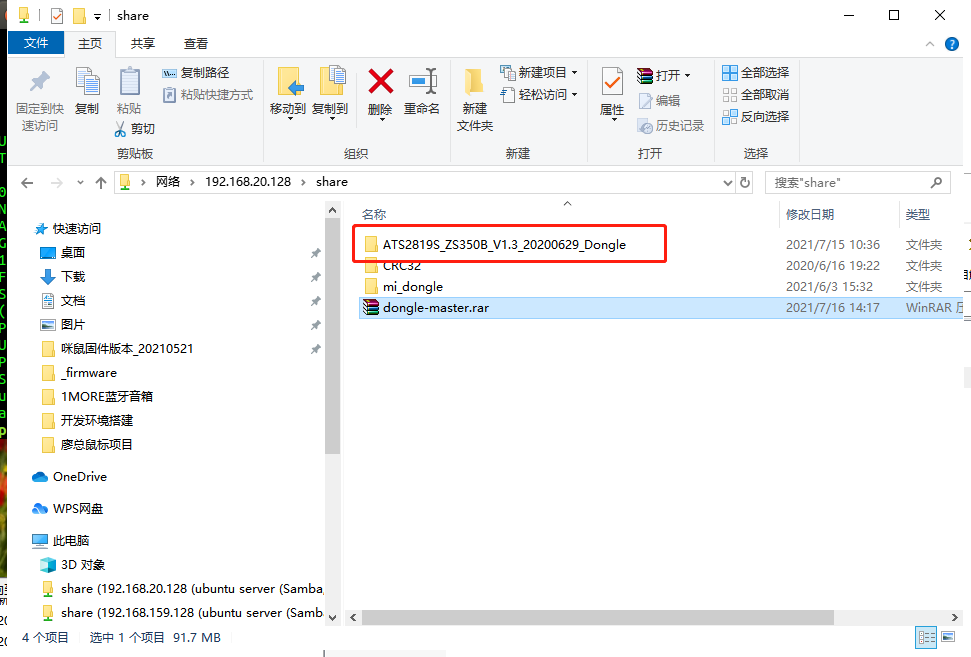 share
文件 主页 共享 查看
固定到快速访问
复制
粘贴
复制路径
粘贴快捷方式
剪切
剪贴板
移动到 复制到 删除 重命名
组织
新建文件夹
新建项目
轻松访问
新建
属性
打开
编辑
历史记录
打开
全部选择
全部取消
反向选择
选择
网络 192.168.20.128 share
搜索"share"
名称 修改日期 类型
ATS2819S_ZS350B_V1.3_20200629_Dongle 2021/7/15 10:36 文件夹
CRC32 2020/6/16 19:22 文件夹
mi_dongle 2021/6/3 15:32 文件夹
dongle-master.rar 2021/7/16 14:17 WinRAR 压
快速访问
桌面
下载
文档
图片
咪鼠固件版本_20210521
_firmware
1MORE蓝牙音箱
开发环境搭建
廖总鼠标项目
OneDrive
WPS网盘
此电脑
3D 对象
share (192.168.20.128 (ubuntu server (Samba,
share (192.168.159.128 (ubuntu server (Samb
4 个项目 选中 1 个项目 91.7 MB